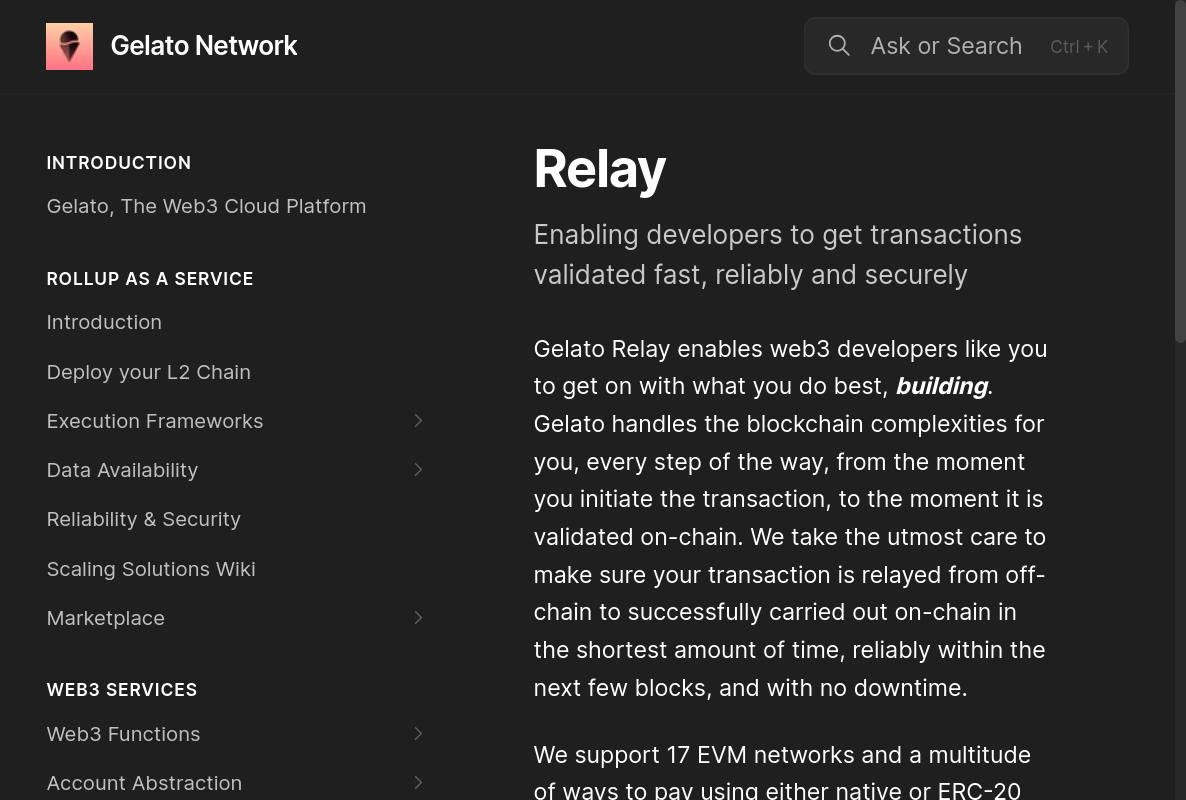 Gelato Network
Ask or Search Ctrl + K
INTRODUCTION
Gelato, The Web3 Cloud Platform
ROLLUP AS A SERVICE
Introduction
Deploy your L2 Chain
Execution Frameworks
Data Availability
Reliability & Security
Scaling Solutions Wiki
Marketplace
WEB3 SERVICES
Web3 Functions
Account Abstraction
Relay
Enabling developers to get transactions
validated fast, reliably and securely
Gelato Relay enables web3 developers like you
to get on with what you do best, building.
Gelato handles the blockchain complexities for
you, every step of the way, from the moment
you initiate the transaction, to the moment it is
validated on-chain. We take the utmost care to
make sure your transaction is relayed from off-
chain to successfully carried out on-chain in
the shortest amount of time, reliably within the
next few blocks, and with no downtime.
We support 17 EVM networks and a multitude
of ways to pay using either native or ERC-20